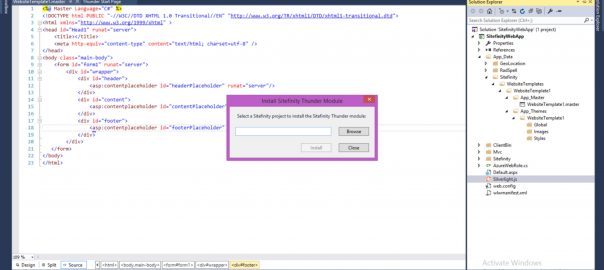 WebsiteTemplate1.master
Thunder Start Page
<%@ Master Language="C#" %>
<!DOCTYPE html PUBLIC "-//W3C//DTD XHTML 1.0 Transitional//EN" "http://www.w3.org/TR/xhtml1/DTD/xhtml1-transitional.dtd">
<html xmlns="http://www.w3.org/1999/xhtml" >
<head id="Head1" runat="server">
<title></title>
<meta http-equiv="content-type" content="text/html; charset=utf-8" />
</head>
<body class="main-body">
<form id="form1" runat="server">
<div id="wrapper">
<div id="header">
<asp:contentplaceholder id="headerPlaceholder" runat="server"/>
</div>
<div id="content">
<asp:contentplaceholder id="contentPlaceholder"
</div>
<div id="footer">
<asp:contentplaceholder id="footerPlaceholder"
</div>
</div>
</form>
</body>
</html>
Install Sitefinity Thunder Module
Select a Sitefinity project to install the Sitefinity Thunder module
Browse
Install
Close
Design
Split
Source
<html>
<body.main-body>
<form#form1>
<div#wrapper>
<div#footer>
Solution Explorer
Solution 'SitefinityWebApp' (1 project)
SitefinityWebApp
Properties
References
App_Data
GeoLocation
RadSpell
Sitefinity
WebsiteTemplates
WebsiteTemplate1
App_Master
WebsiteTemplate1.master
App_Themes
WebsiteTemplate1
Global
Images
Styles
ClientBin
Mvc
Sitefinity
AzureWebRole.cs
Default.aspx
Silverlight.js
web.config
wlwmanifest.xml
Activate Windows